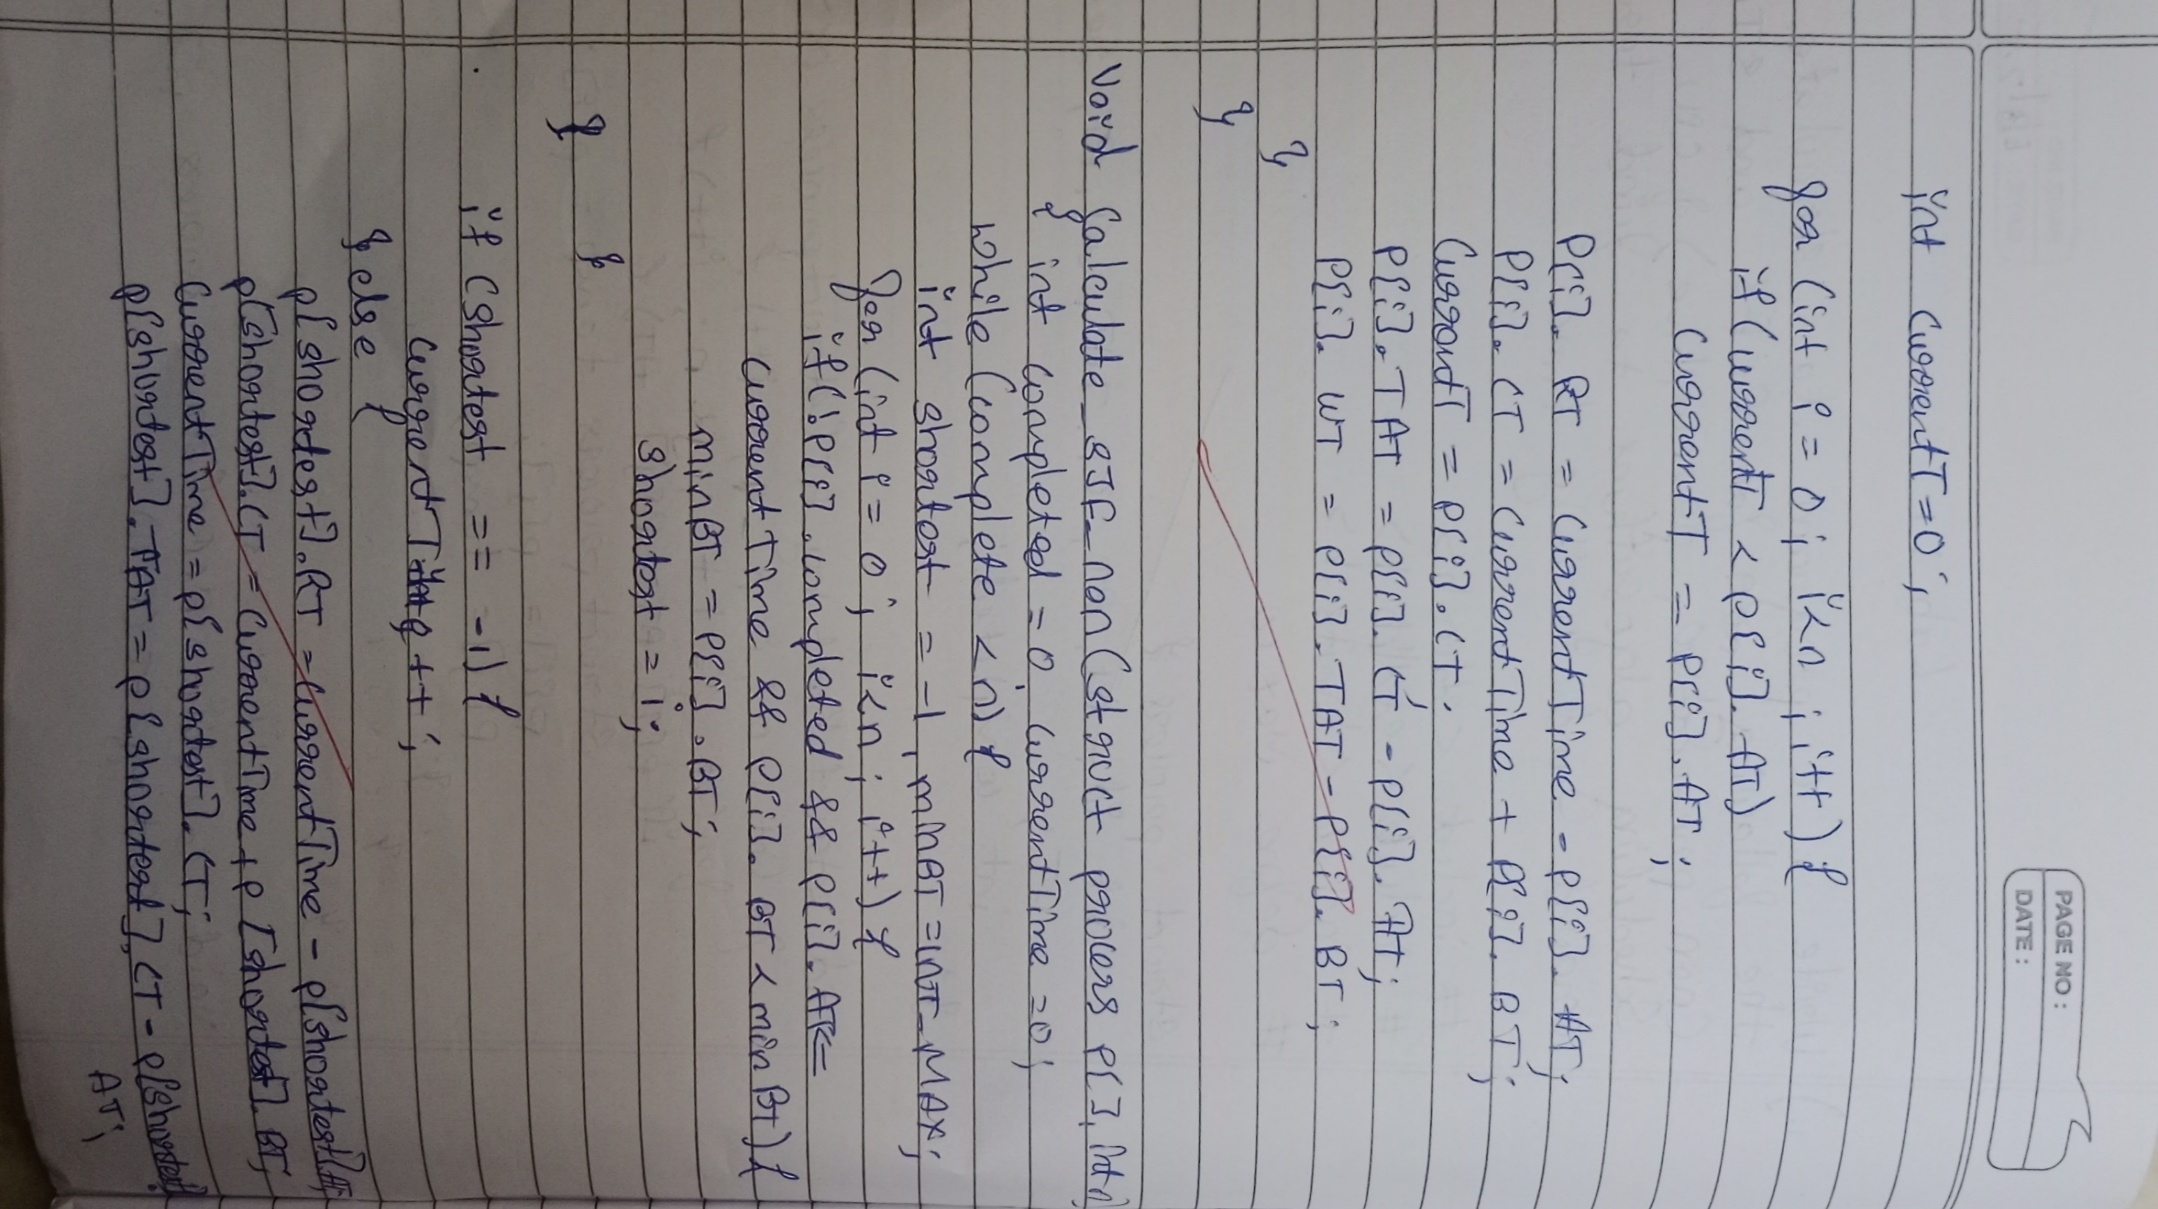 PAGE NO :
DATE :
int currentT = 0 ;
for (int i = 0 ; i<n ; i++) {
if (currentT < p[i]. AT)
currentT = p[i]. AT ;
P[i]. RT = currentTime - p[i]. AT;
P[i]. CT = currentTime + P[i]. BT;
currentT = P[i]. CT.
P[i]. TAT = p[i]. CT - p[i]. AT;
P[i]. WT = p[i]. TAT - p[i]. BT ;
}
}
Void Calculate_SJF_non (struct process p[], int n)
{ int completed = 0, currentTime = 0;
while (complete < n) {
int shortest = -1, minBT = INT_MAX;
for (int i = 0; i<n; i++) {
if (!p[i]. completed && p[i]. AT<=
currentTime && p[i]. BT < minBT) {
minBT = p[i]. BT;
shortest = i;
}
}
if (shortest == -1) {
currentTime ++ ;
} else {
p[shortest]. RT = currentTime - p[shortest].AT
p[shortest]. CT = currentTime + p [shortest]. BT;
currentTime = p[shortest]. CT;
p[shortest]. TAT = p[shortest]. CT - p[shortest].
AT;